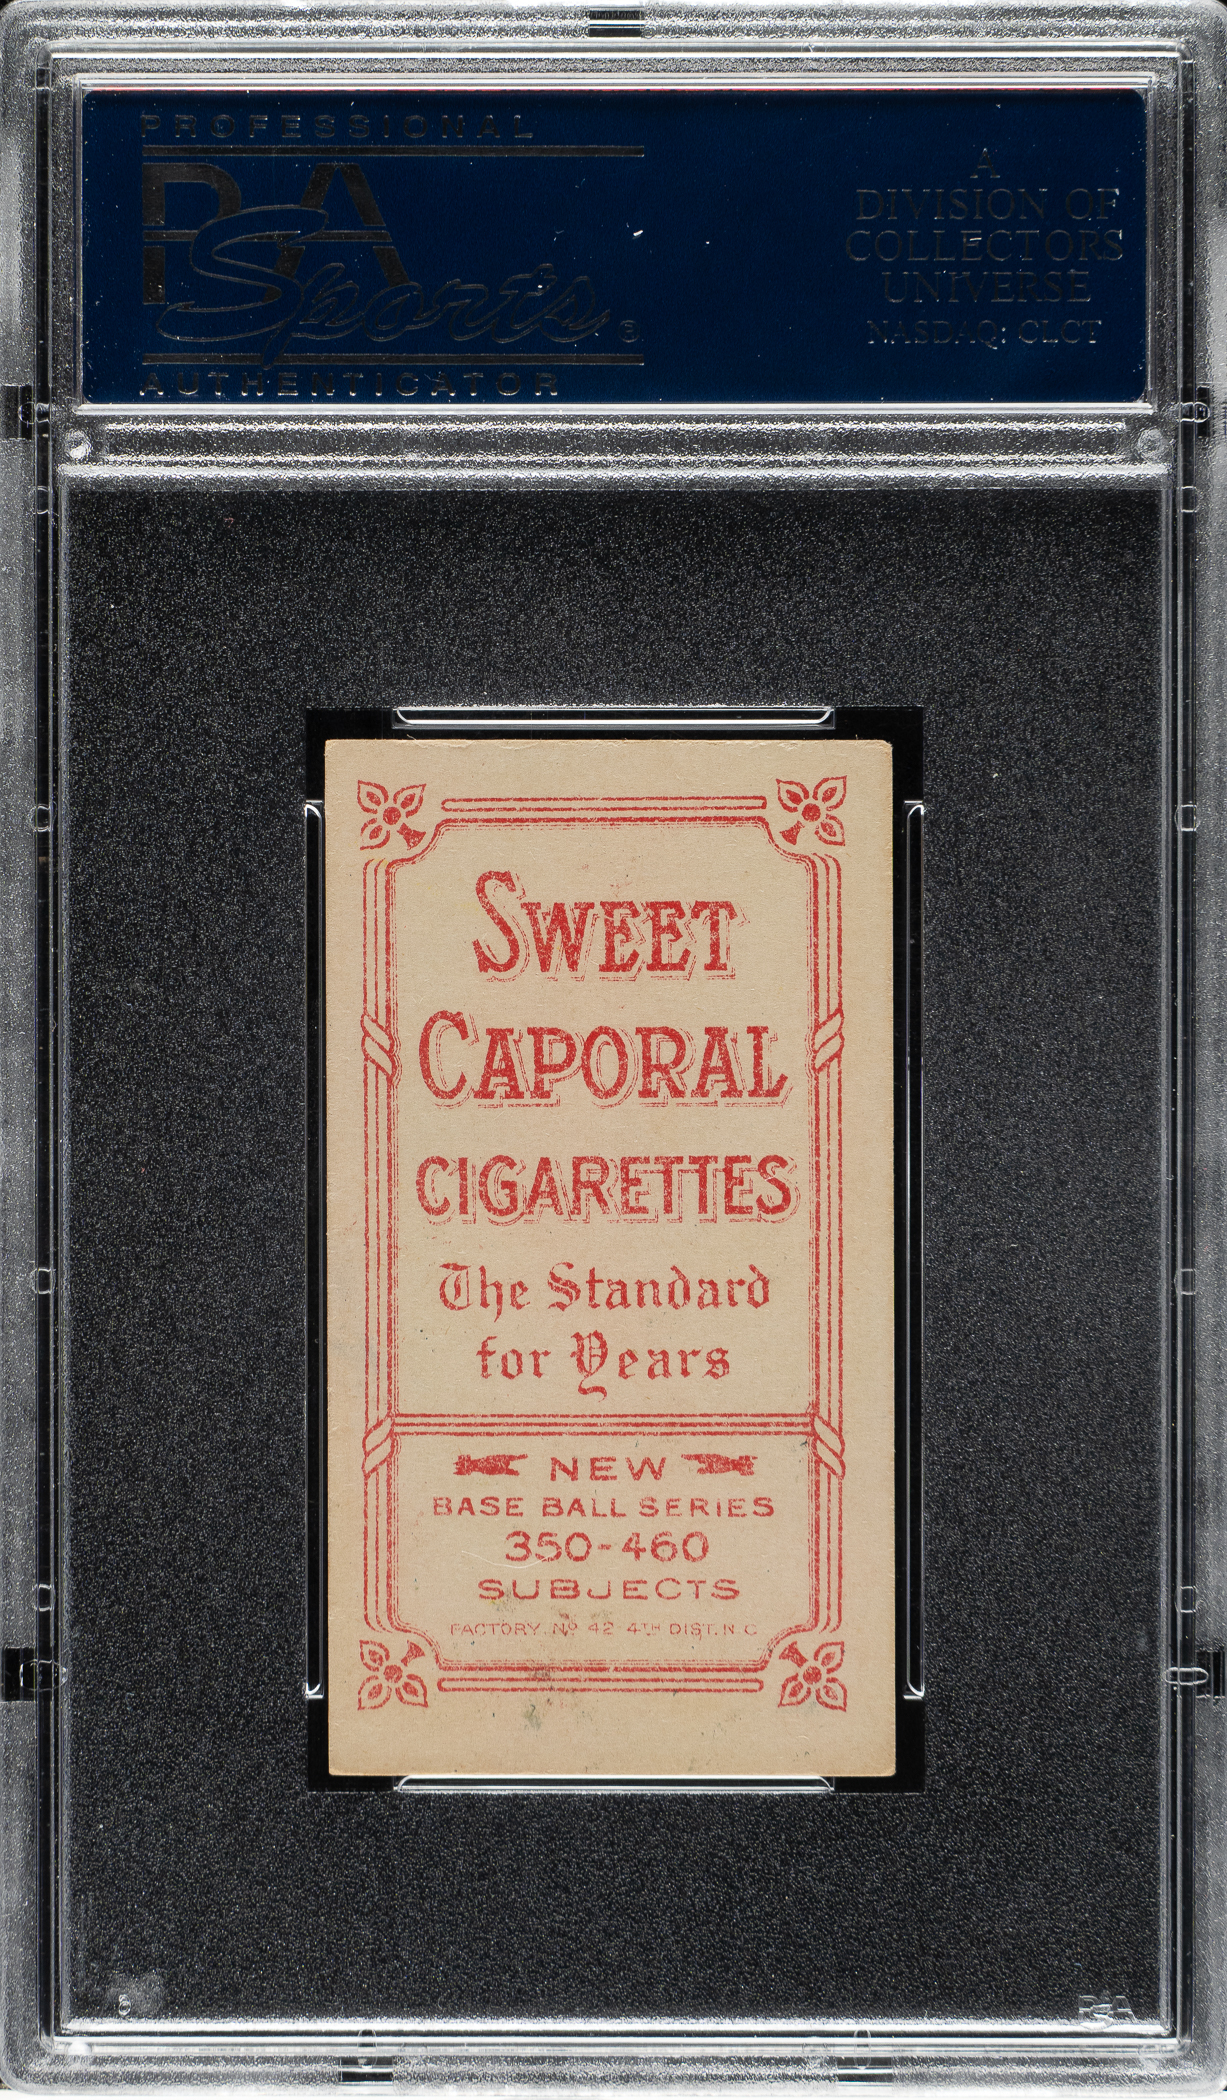 PROFESSIONAL
PSA
Sports®
AUTHENTICATOR
A
DIVISION OF
COLLECTORS
UNIVERSE
NASDAQ: CLCT
SWEET
CAPORAL
CIGARETTES
The Standard
for Years
NEW
BASE BALL SERIES
350-460
SUBJECTS
FACTORY Nº 42 4TH DIST. N.C
PSA